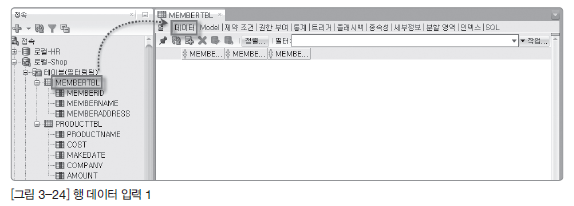 접속
접속
로컬-HR
로컬-Shop
테이블(필터링됨)
MEMBERTBL
MEMBERID
MEMBERNAME
MEMBERADDRESS
PRODUCTTBL
PRODUCTNAME
COST
MAKEDATE
COMPANY
AMOUNT
MEMBERTBL
데이터 Model 제약 조건 권한 부여 통계 트리거 플래시백 종속성 세부정보 분할 영역 인덱스 SQL
정렬... 필터: 작업...
MEMBE... MEMBE... MEMBE...
[그림 3-24] 행 데이터 입력 1